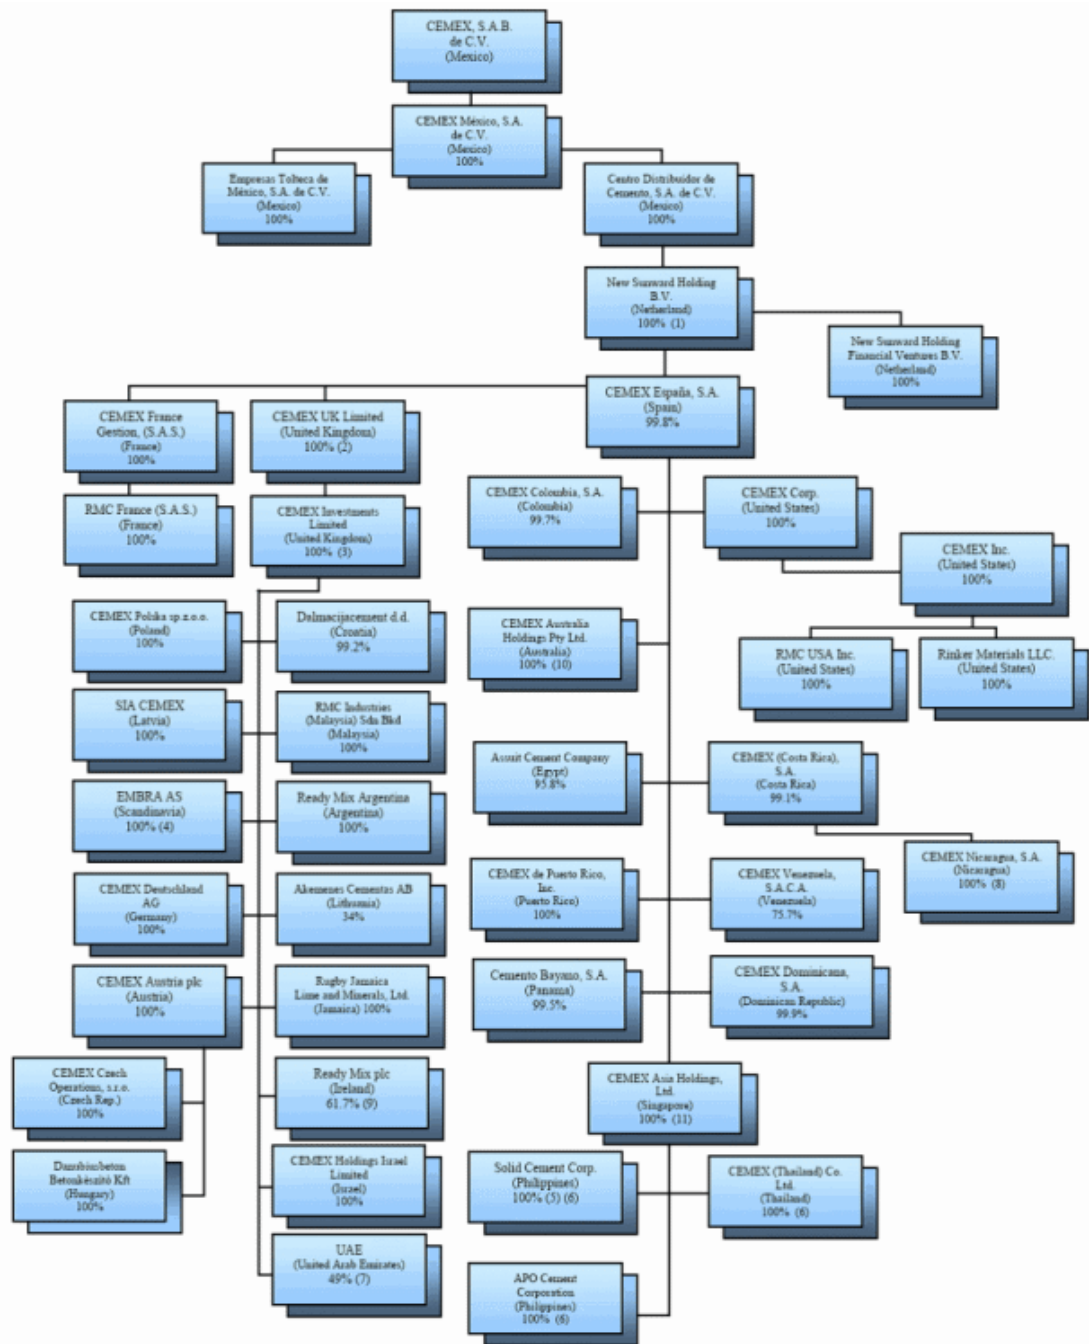 CEMEX, S.A.B.
de C.V.
(Mexico)
CEMEX México, S.A.
de C.V.
(Mexico)
100%
Empresas Tolteca de
México, S.A. de C.V.
(Mexico)
100%
Centro Distribuidor de
Cemento, S.A. de C.V.
(Mexico)
100%
New Sunward Holding
B.V.
(Netherland)
100% (1)
New Sunward Holding
Financial Ventures B.V.
(Netherland)
100%
CEMEX España, S.A.
(Spain)
99.8%
CEMEX France
Gestion, (S.A.S.)
(France)
100%
CEMEX UK Limited
(United Kingdom)
100% (2)
RMC France (S.A.S.)
(France)
100%
CEMEX Investments
Limited
(United Kingdom)
100% (3)
CEMEX Colombia, S.A.
(Colombia)
99.7%
CEMEX Corp.
(United States)
100%
CEMEX Inc.
(United States)
100%
RMC USA Inc.
(United States)
100%
Rinker Materials LLC.
(United States)
100%
CEMEX Polska sp.z.o.o.
(Poland)
100%
Dalmacijacement d.d.
(Croatia)
99.2%
CEMEX Australia
Holdings Pty Ltd.
(Australia)
100% (10)
SIA CEMEX
(Latvia)
100%
RMC Industries
(Malaysia) Sdn Bkd
(Malaysia)
100%
Assuit Cement Company
(Egypt)
95.8%
CEMEX (Costa Rica),
S.A.
(Costa Rica)
99.1%
EMBRA AS
(Scandinavia)
100% (4)
Ready Mix Argentina
(Argentina)
100%
CEMEX Nicaragua, S.A.
(Nicaragua)
100% (8)
CEMEX Deutschland
AG
(Germany)
100%
Akemenes Cementas AB
(Lithuania)
34%
CEMEX de Puerto Rico,
Inc.
(Puerto Rico)
100%
CEMEX Venezuela,
S.A.C.A.
(Venezuela)
75.7%
CEMEX Austria plc
(Austria)
100%
Rugby Jamaica
Lime and Minerals, Ltd.
(Jamaica) 100%
Cemento Bayano, S.A.
(Panama)
99.5%
CEMEX Dominicana,
S.A.
(Dominican Republic)
99.9%
CEMEX Czech
Operations, s.r.o.
(Czech Rep.)
100%
Ready Mix plc
(Ireland)
61.7% (9)
CEMEX Asia Holdings,
Ltd.
(Singapore)
100% (11)
Danubiusbeton
Betonkészító Kft
(Hungary)
100%
CEMEX Holdings Israel
Limited
(Israel)
100%
Solid Cement Corp.
(Philippines)
100% (5) (6)
CEMEX (Thailand) Co.
Ltd.
(Thailand)
100% (6)
UAE
(United Arab Emirates)
49% (7)
APO Cement
Corporation
(Philippines)
100% (6)